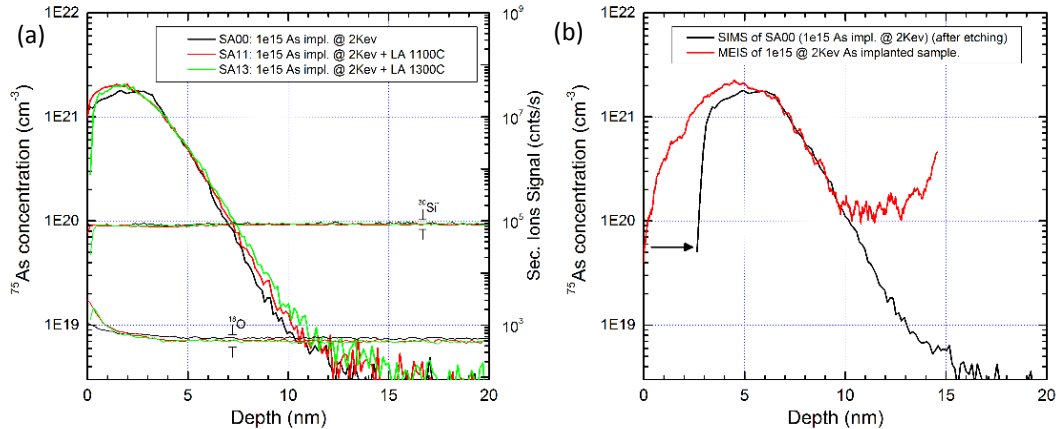 (a)
SA00: 1e15 As impl. @ 2Kev
SA11: 1e15 As impl. @ 2Kev + LA 1100C
SA13: 1e15 As impl. @ 2Kev + LA 1300C
1E22
1E21
1E20
1E19
⁷⁵As concentration (cm⁻³)
10⁹
10⁷
10⁵
10³
Sec. Ions Signal (cnts/s)
³⁰Si⁻
¹⁸O
0 5 10 15 20
Depth (nm)
(b)
SIMS of SA00 (1e15 As impl. @ 2Kev) (after etching)
MEIS of 1e15 @ 2Kev As implanted sample.
1E22
1E21
1E20
1E19
⁷⁵As concentration (cm⁻³)
0 5 10 15 20
Depth (nm)